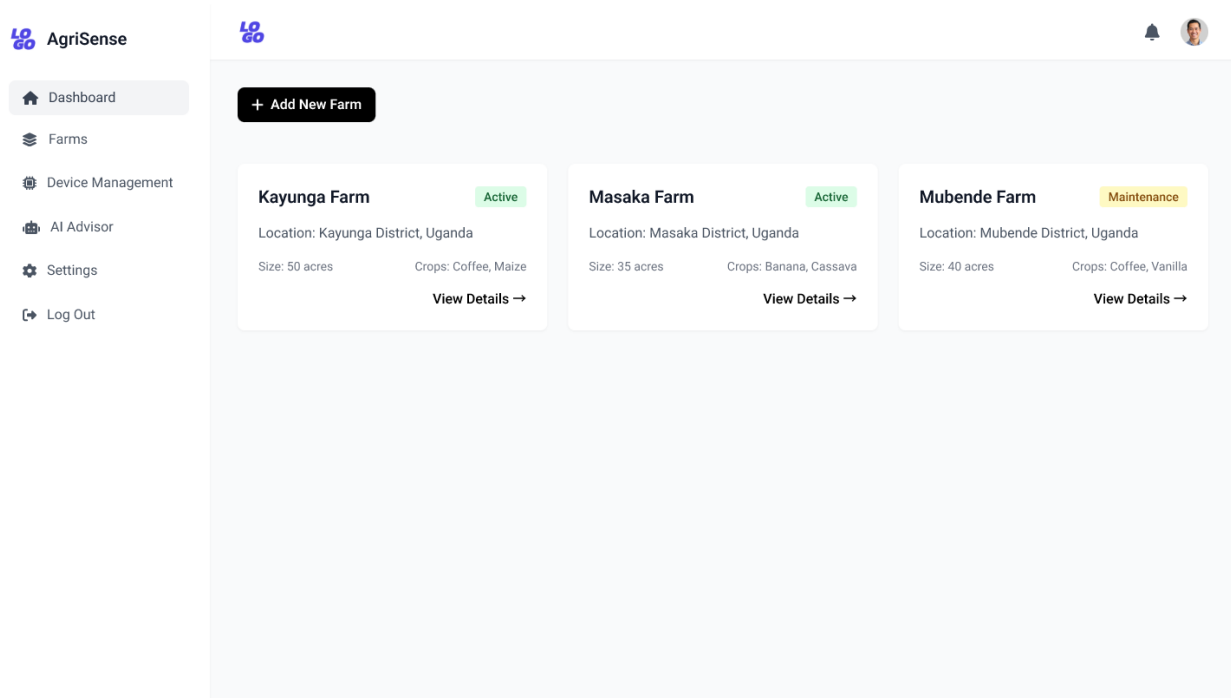 LOGO
AgriSense
Dashboard
Farms
Device Management
AI Advisor
Settings
Log Out
LOGO
+ Add New Farm
Kayunga Farm
Active
Location: Kayunga District, Uganda
Size: 50 acres
Crops: Coffee, Maize
View Details →
Masaka Farm
Active
Location: Masaka District, Uganda
Size: 35 acres
Crops: Banana, Cassava
View Details →
Mubende Farm
Maintenance
Location: Mubende District, Uganda
Size: 40 acres
Crops: Coffee, Vanilla
View Details →